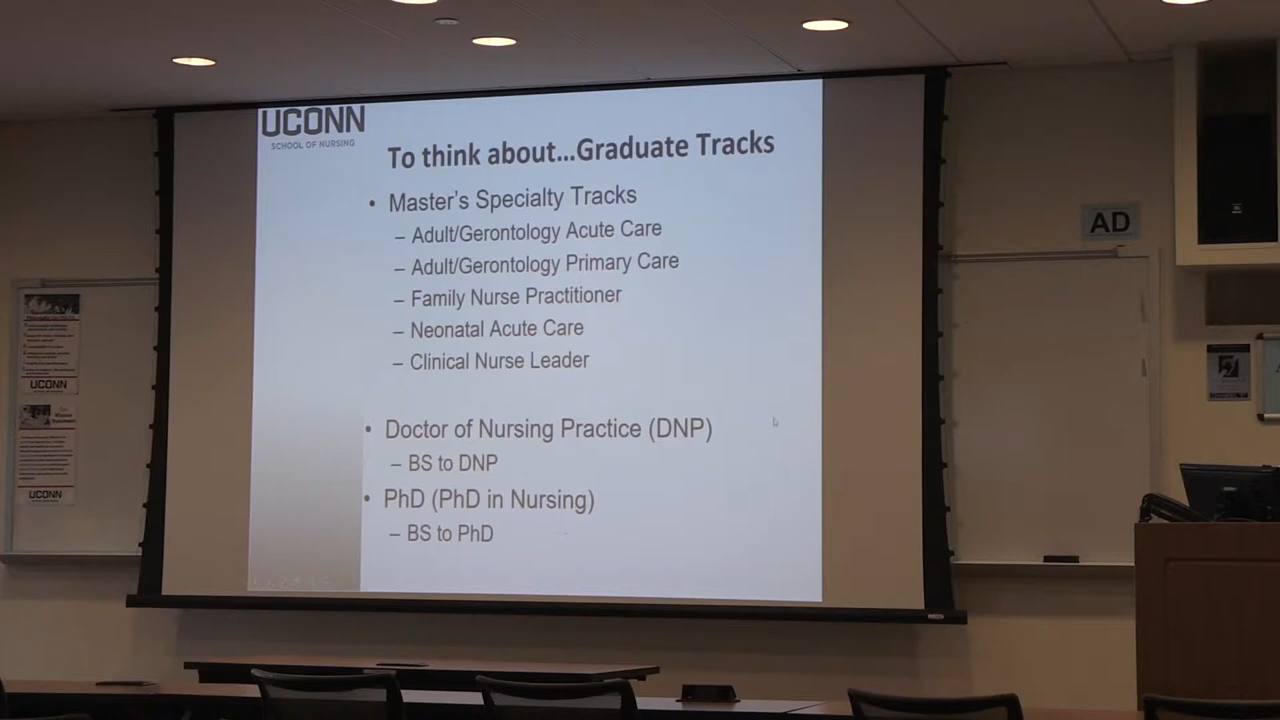 UCONN
SCHOOL OF NURSING
To think about...Graduate Tracks
• Master's Specialty Tracks
– Adult/Gerontology Acute Care
– Adult/Gerontology Primary Care
– Family Nurse Practitioner
– Neonatal Acute Care
– Clinical Nurse Leader
• Doctor of Nursing Practice (DNP)
– BS to DNP
• PhD (PhD in Nursing)
– BS to PhD
AD
UCONN
UCONN